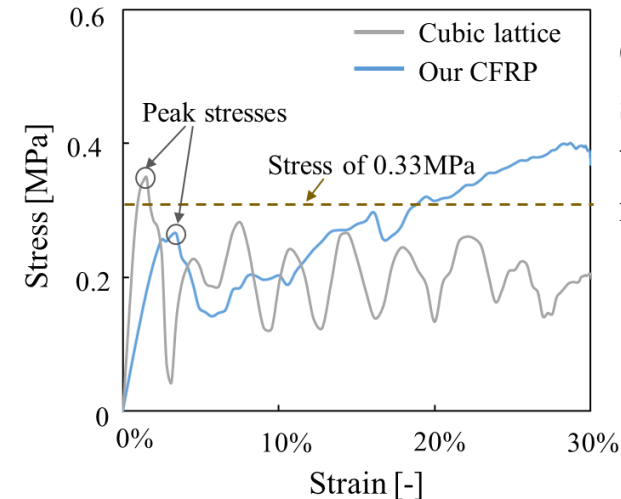 0.6
Cubic lattice
Our CFRP
Peak stresses
0.4
Stress of 0.33MPa
Stress [MPa]
0.2
0
0%
10%
20%
30%
Strain [-]